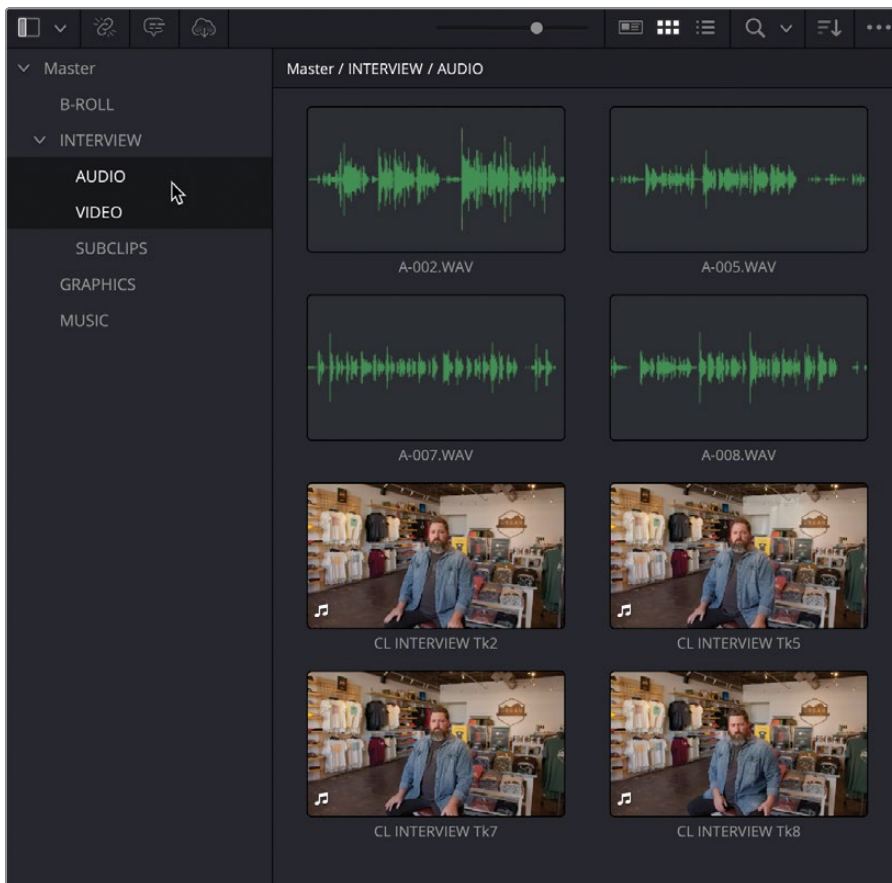 Master
B-ROLL
INTERVIEW
AUDIO
VIDEO
SUBCLIPS
GRAPHICS
MUSIC
Master / INTERVIEW / AUDIO
A-002.WAV
A-005.WAV
A-007.WAV
A-008.WAV
CL INTERVIEW Tk2
CL INTERVIEW Tk5
CL INTERVIEW Tk7
CL INTERVIEW Tk8